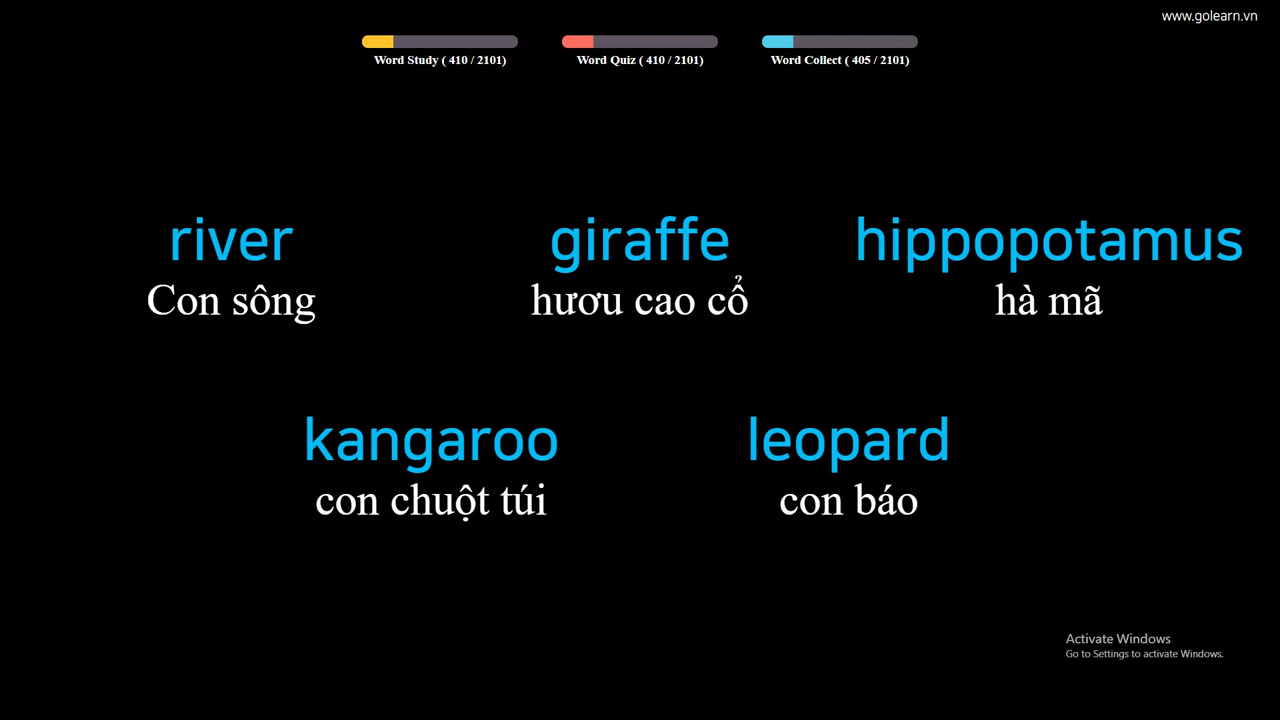 www.golearn.vn
Word Study ( 410 / 2101) Word Quiz ( 410 / 2101) Word Collect ( 405 / 2101)
river giraffe hippopotamus
Con sông hươu cao cổ hà mã
kangaroo leopard
con chuột túi con báo
Activate Windows
Go to Settings to activate Windows.